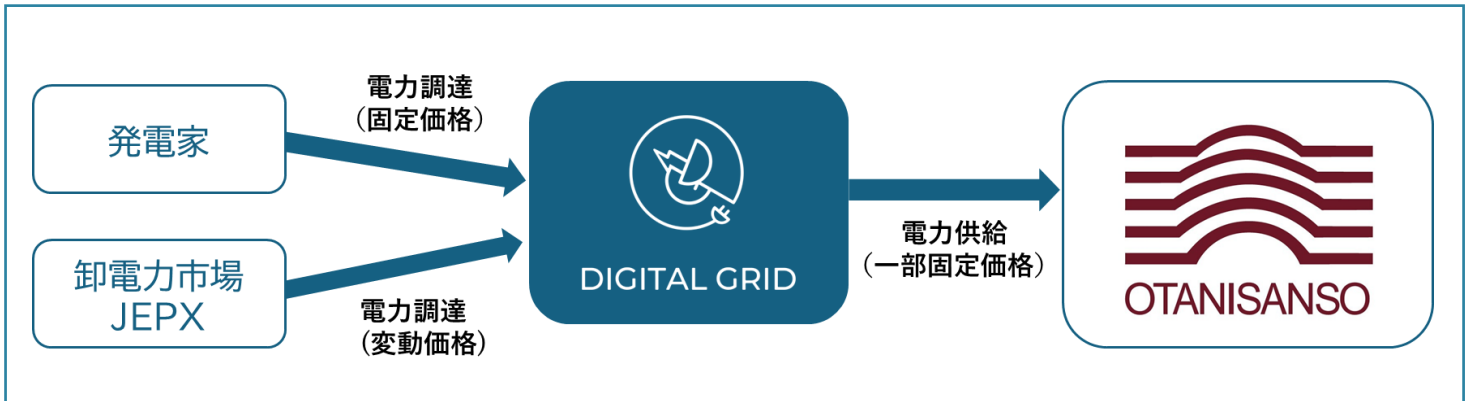 発電家
電力調達
（固定価格）
卸電力市場
JEPX
電力調達
（変動価格）
DIGITAL GRID
電力供給
（一部固定価格）
OTANISANSO